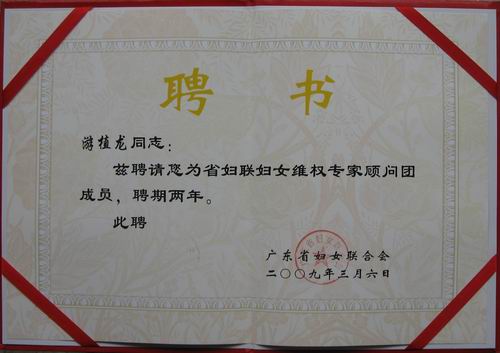 聘 书
游植龙同志：
兹聘请您为省妇联妇女维权专家顾问团
成员，聘期两年。
此聘
广东省妇女联合会
二〇〇九年三月六日